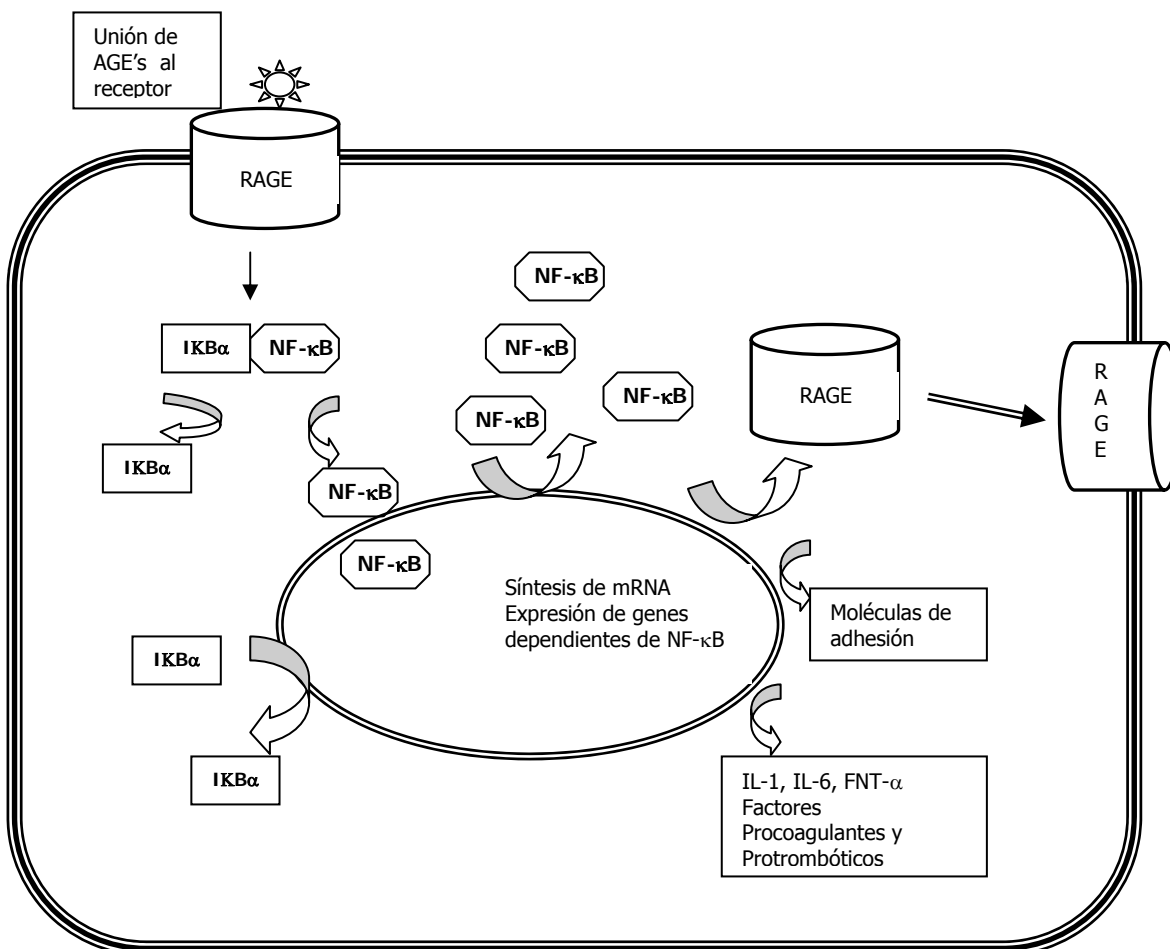 Unión de
AGE's al
receptor
RAGE
NF-κB
IKBα NF-κB
NF-κB
NF-κB
NF-κB
RAGE
R
A
G
E
IKBα
NF-κB
NF-κB
Síntesis de mRNA
Expresión de genes
dependientes de NF-κB
Moléculas de
adhesión
IKBα
IKBα
IL-1, IL-6, FNT-α
Factores
Procoagulantes y
Protrombóticos